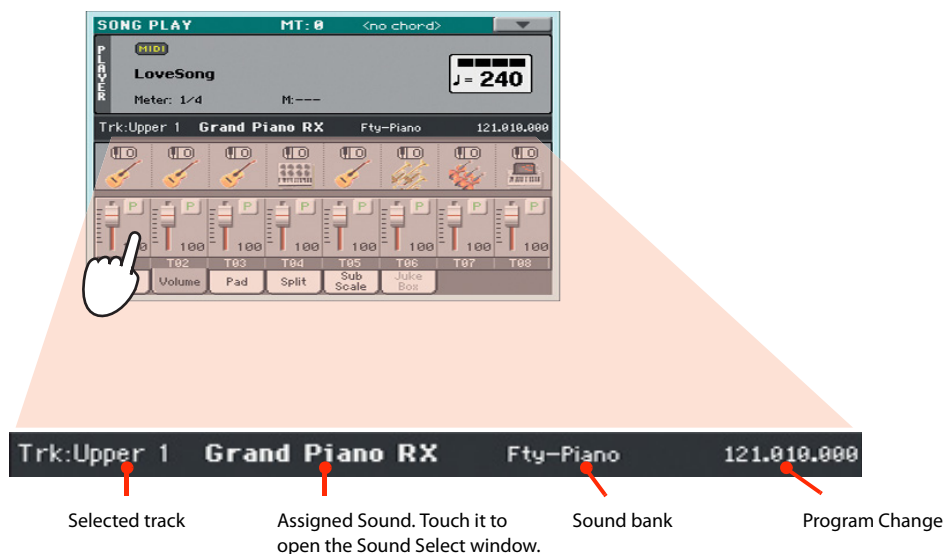 SONG PLAY MT: 0 <no chord>
PLAYER
MIDI
LoveSong
♩= 240
Meter: 1/4 M:---
Trk:Upper 1 Grand Piano RX Fty-Piano 121.010.000
P P P P P P P P
100 100 100 100 100 100 100
T02 T03 T04 T05 T06 T07 T08
Volume Pad Split Sub Scale Juke Box
Trk:Upper 1 Grand Piano RX Fty-Piano 121.010.000
Selected track Assigned Sound. Touch it to Sound bank Program Change
open the Sound Select window.